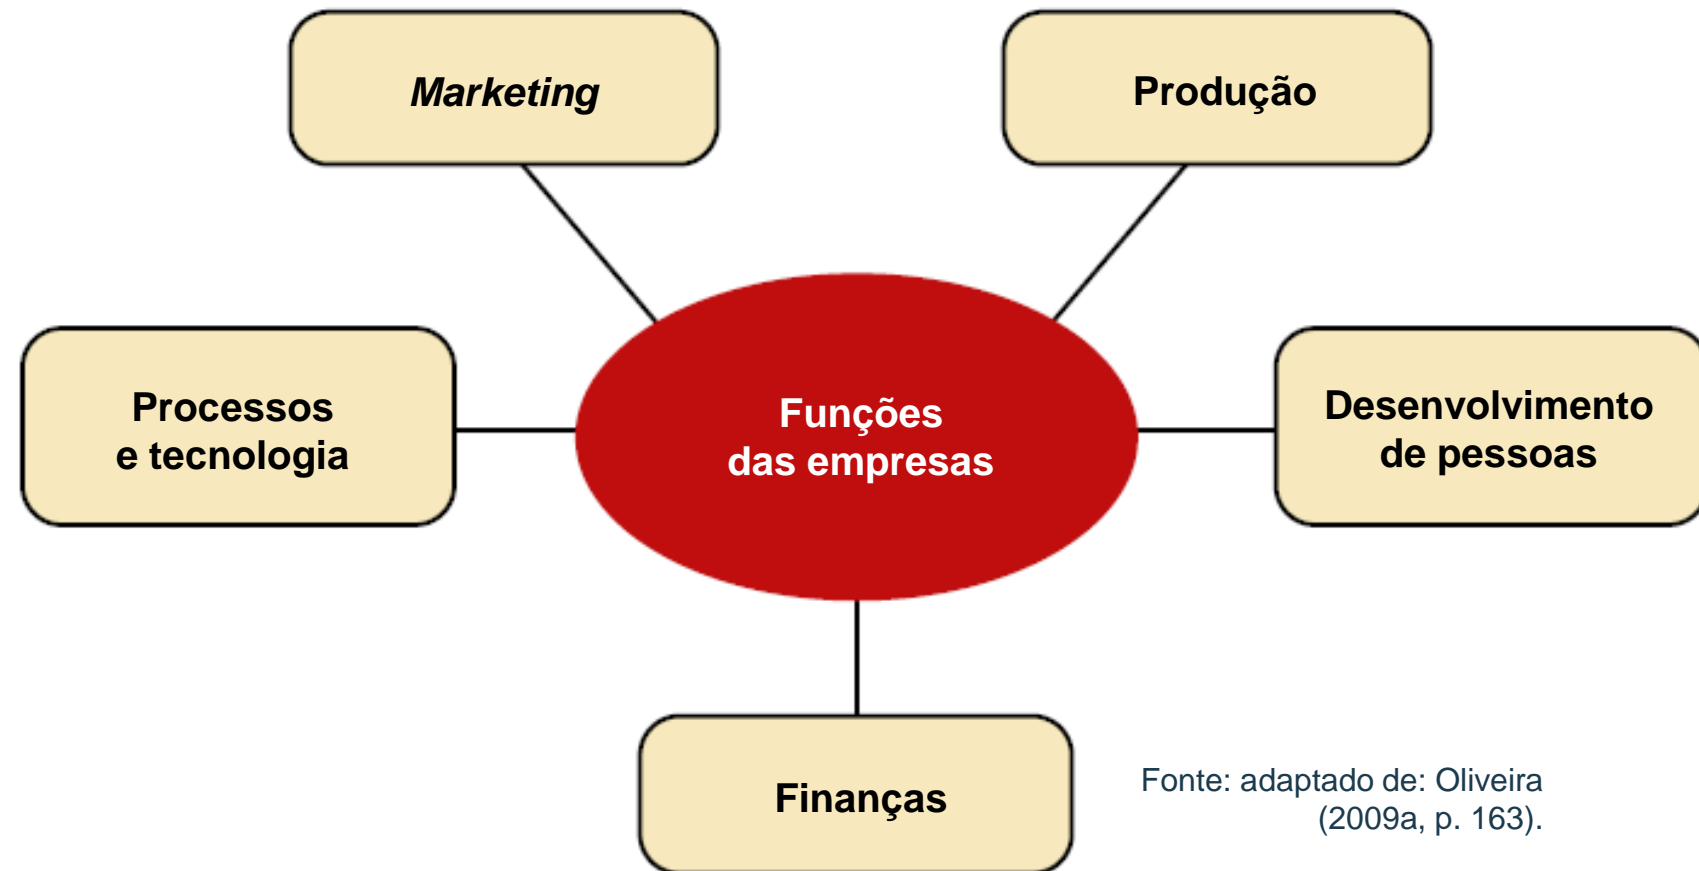 Marketing
Produção
Processos
e tecnologia
Funções
das empresas
Desenvolvimento
de pessoas
Finanças
Fonte: adaptado de: Oliveira
(2009a, p. 163).